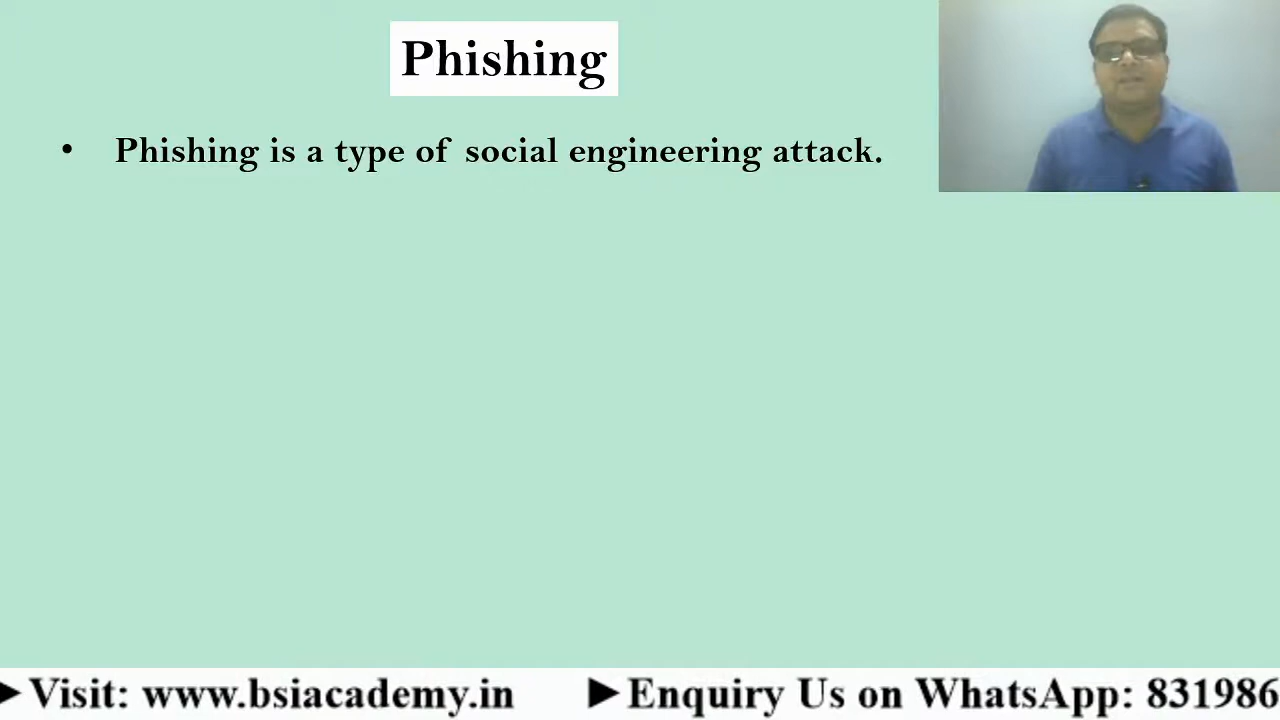 Phishing
• Phishing is a type of social engineering attack.
►Visit: www.bsiacademy.in ►Enquiry Us on WhatsApp: 831986